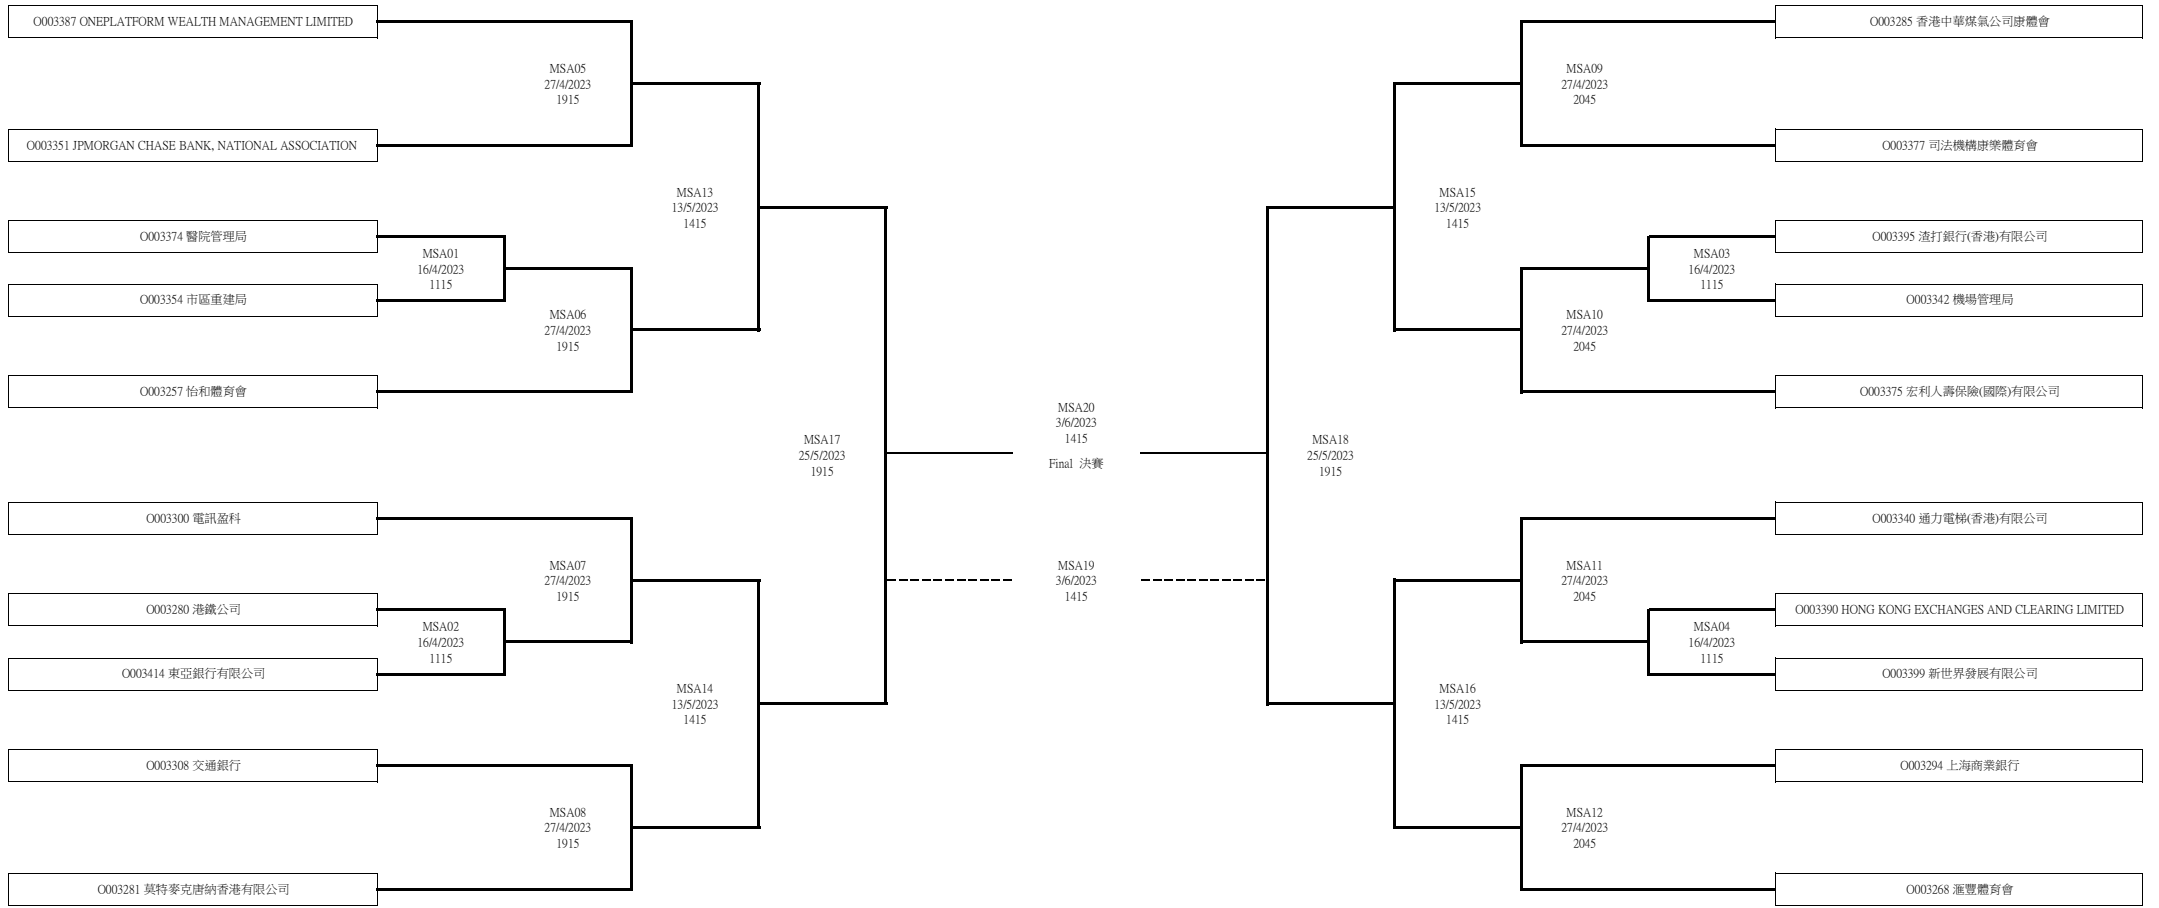 O003387 ONEPLATFORM WEALTH MANAGEMENT LIMITED
MSA05
27/4/2023
1915
O003351 JPMORGAN CHASE BANK, NATIONAL ASSOCIATION
MSA13
13/5/2023
1415
O003374 醫院管理局
MSA01
16/4/2023
1115
O003354 市區重建局
MSA06
27/4/2023
1915
O003257 怡和體育會
MSA17
25/5/2023
1915
O003300 電訊盈科
MSA07
27/4/2023
1915
O003280 港鐵公司
MSA02
16/4/2023
1115
O003414 東亞銀行有限公司
MSA14
13/5/2023
1415
O003308 交通銀行
MSA08
27/4/2023
1915
O003281 莫特麥克唐納香港有限公司
MSA20
3/6/2023
1415
Final 決賽
MSA19
3/6/2023
1415
O003285 香港中華煤氣公司康體會
MSA09
27/4/2023
2045
O003377 司法機構康樂體育會
MSA15
13/5/2023
1415
O003395 渣打銀行(香港)有限公司
MSA03
16/4/2023
1115
O003342 機場管理局
MSA10
27/4/2023
2045
O003375 宏利人壽保險(國際)有限公司
MSA18
25/5/2023
1915
O003340 通力電梯(香港)有限公司
MSA11
27/4/2023
2045
O003390 HONG KONG EXCHANGES AND CLEARING LIMITED
MSA04
16/4/2023
1115
O003399 新世界發展有限公司
MSA16
13/5/2023
1415
O003294 上海商業銀行
MSA12
27/4/2023
2045
O003268 滙豐體育會